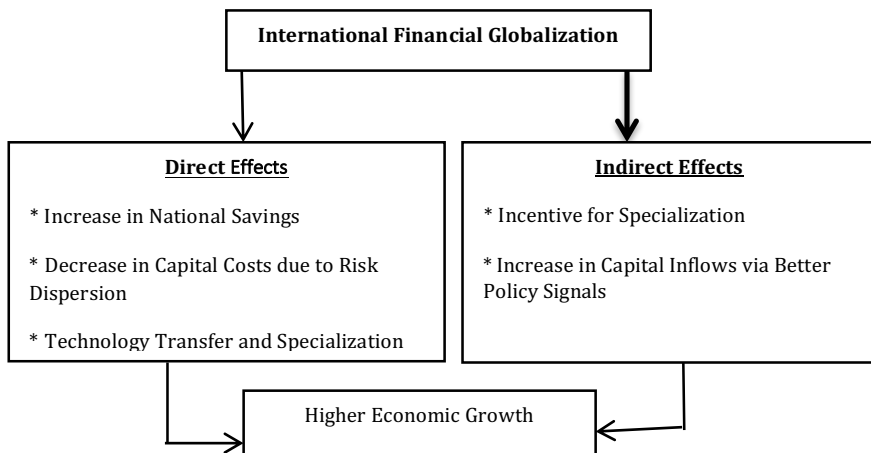 International Financial Globalization
Direct Effects
* Increase in National Savings
* Decrease in Capital Costs due to Risk
Dispersion
* Technology Transfer and Specialization
Indirect Effects
* Incentive for Specialization
* Increase in Capital Inflows via Better
Policy Signals
Higher Economic Growth